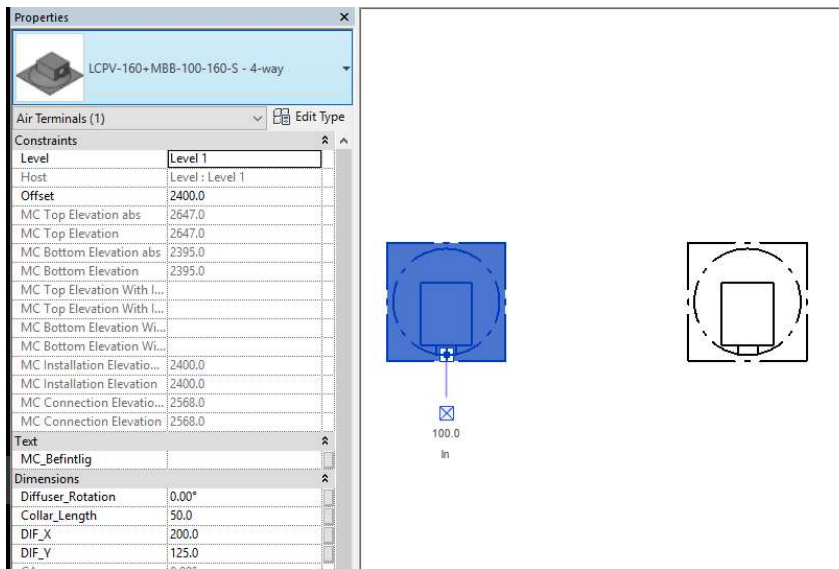 Properties ×
LCPV-160+MBB-100-160-S - 4-way
Air Terminals (1) Edit Type
Constraints
Level Level 1
Host Level : Level 1
Offset 2400.0
MC Top Elevation abs 2647.0
MC Top Elevation 2647.0
MC Bottom Elevation abs 2395.0
MC Bottom Elevation 2395.0
MC Top Elevation With I...
MC Top Elevation With I...
MC Bottom Elevation Wi...
MC Bottom Elevation Wi...
MC Installation Elevatio... 2400.0
MC Installation Elevation 2400.0
MC Connection Elevatio... 2568.0
MC Connection Elevation 2568.0
Text
MC_Befintlig
Dimensions
Diffuser_Rotation 0.00°
Collar_Length 50.0
DIF_X 200.0
DIF_Y 125.0
100.0
In